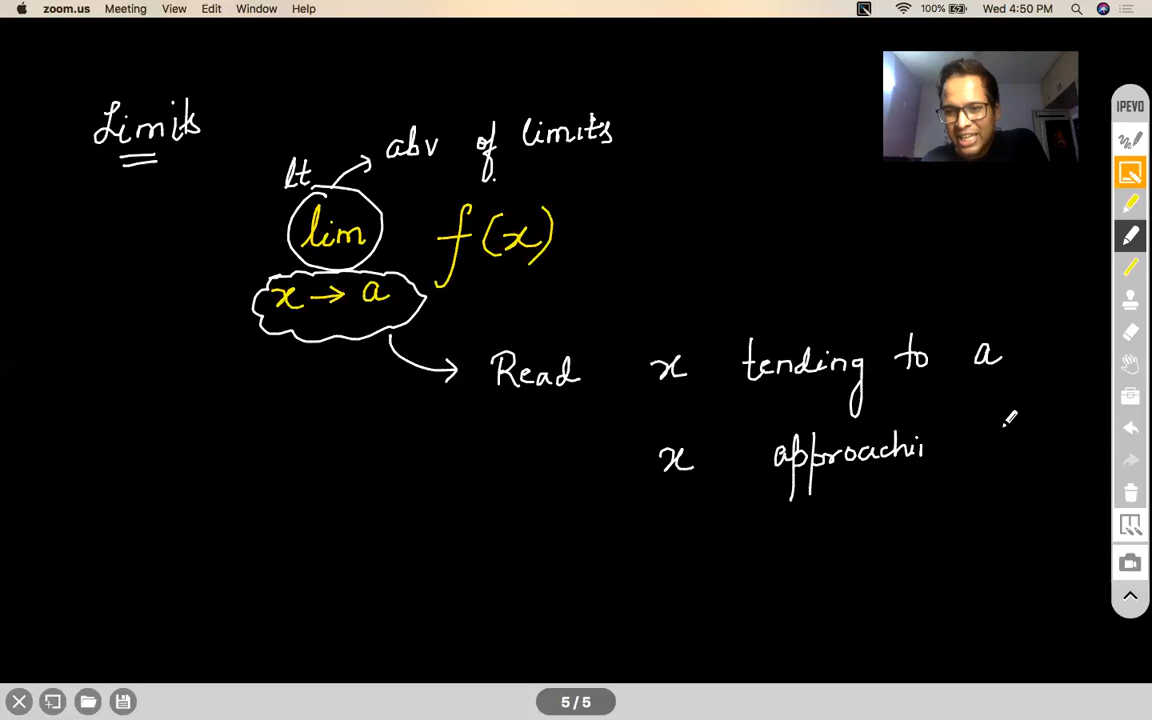 zoom.us Meeting View Edit Window Help 100% Wed 4:50 PM
Limits
abv of limits
lt
lim f(x)
x → a
Read x tending to a
x approachi
IPEVO
5 / 5